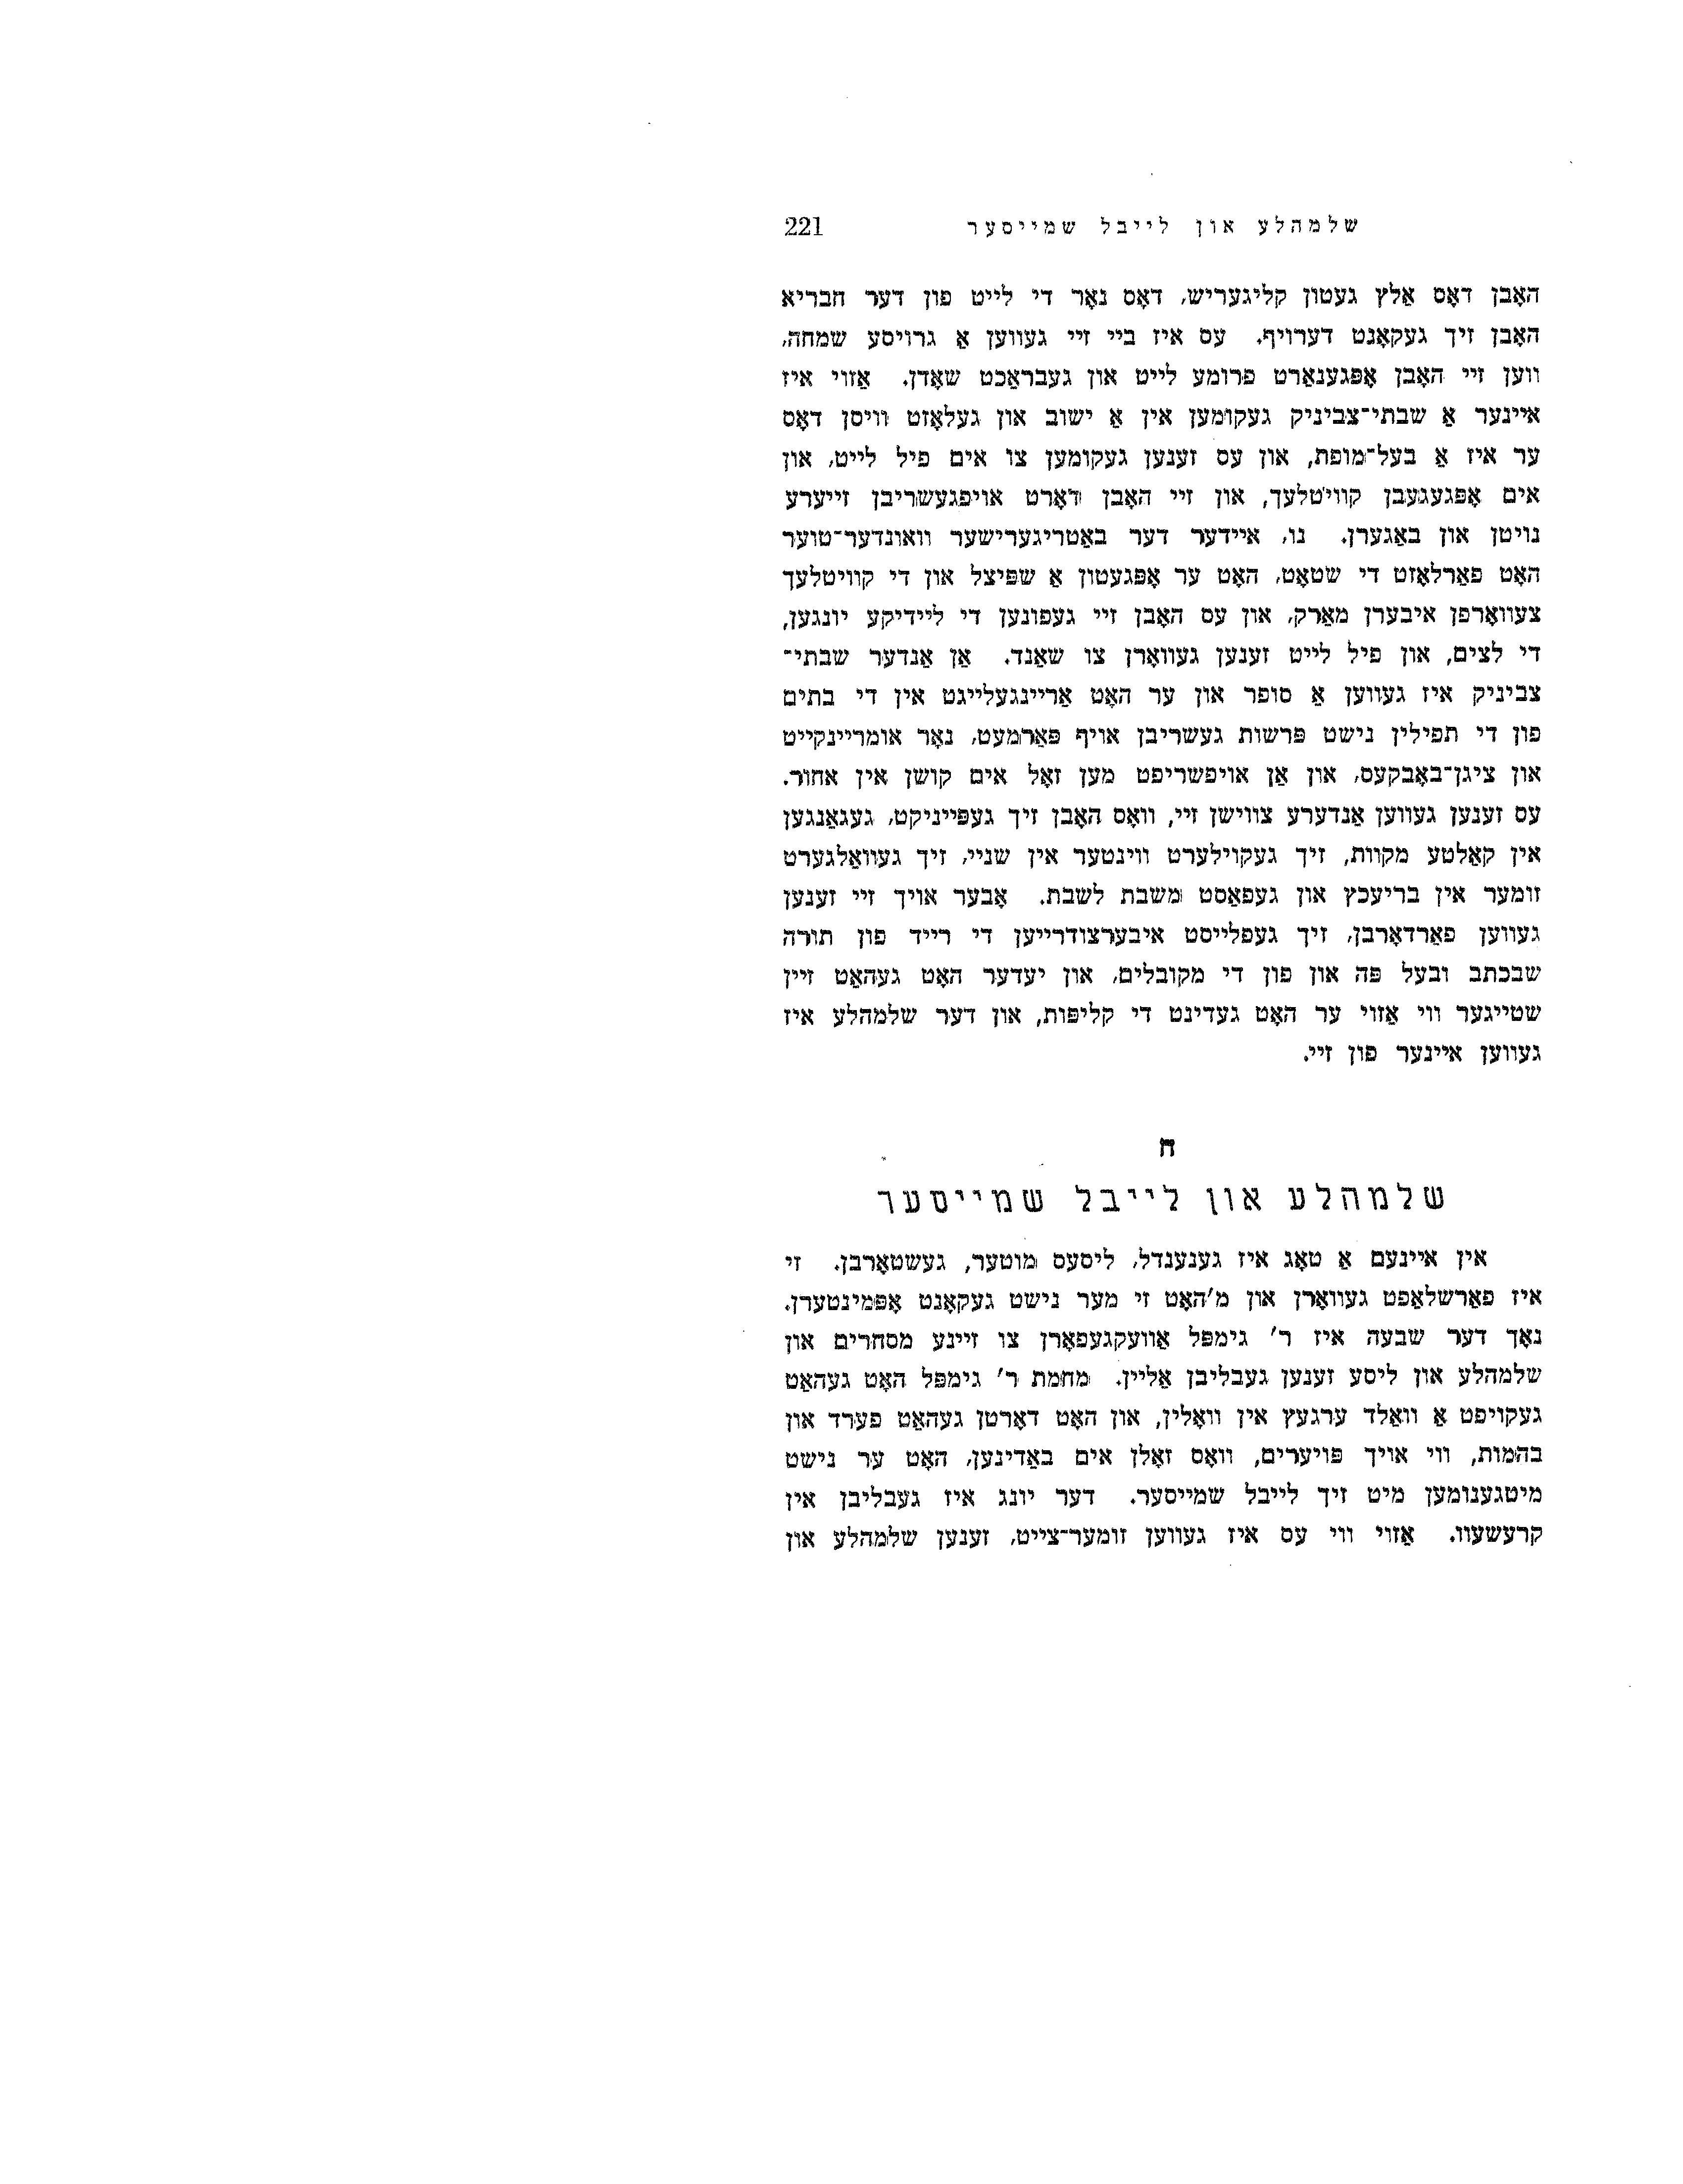 שלמהלע און לייבל שמייסער 221
האָבן דאָס אַלץ געטון קליגעריש, דאָס נאָר די לייט פון דער חבריא
האָבן זיך געקאָנט דערויף. עס איז ביי זיי געווען אַ גרויסע שמחה,
ווען זיי האָבן אָפּגענאַרט פרומע לייט און געבראַכט שאָדן. אַזוי איז
איינער אַ שבתי־צביניק געקומען אין אַ ישוב און געלאָזט וויסן דאָס
ער איז אַ בעל־מופת, און עס זענען געקומען צו אים פיל לייט, און
אים אָפּגעגעבן קוויטלעך, און זיי האָבן דאָרט אויפגעשריבן זייערע
נויטן און באַגערן. נו, איידער דער באַטריגערישער וואונדער־טוער
האָט פאַרלאָזט די שטאָט, האָט ער אָפּגעטון אַ שפּיצל און די קוויטלעך
צעוואָרפן איבערן מאַרק, און עס האָבן זיי געפונען די ליידיקע יונגען,
די לצים, און פיל לייט זענען געוואָרן צו שאַנד. אַן אַנדער שבתי־
צביניק איז געווען אַ סופר און ער האָט אַריינגעלייגט אין די בתים
פון די תפילין נישט פּרשות געשריבן אויף פּאַרמעט, נאָר אומריינקייט
און ציגן־באָבקעס, און אַן אויפשריפט מען זאָל אים קושן אין אחור.
עס זענען געווען אַנדערע צווישן זיי, וואָס האָבן זיך געפּייניקט, געגאַנגען
אין קאַלטע מקוות, זיך געקוילערט ווינטער אין שניי, זיך געוואַלגערט
זומער אין בריעכץ און געפאַסט משבת לשבת. אָבער אויך זיי זענען
געווען פאַרדאָרבן, זיך געפלייסט איבערצודרייען די רייד פון תורה
שבכתב ובעל פּה און פון די מקובלים, און יעדער האָט געהאַט זיין
שטייגער ווי אַזוי ער האָט געדינט די קליפּות, און דער שלמהלע איז
געווען איינער פון זיי.
ח
שלמהלע און לייבל שמייסער
אין איינעם אַ טאָג איז גענענדל, ליסעס מוטער, געשטאָרבן. זי
איז פאַרשלאַפט געוואָרן און מ'האָט זי מער נישט געקאָנט אָפּמינטערן.
נאָך דער שבעה איז ר' גימפּל אַוועקגעפאָרן צו זיינע מסחרים און
שלמהלע און ליסע זענען געבליבן אַליין. מחמת ר' גימפּל האָט געהאַט
געקויפט אַ וואַלד ערגעץ אין וואָלין, און האָט דאָרטן געהאַט פערד און
בהמות, ווי אויך פּויערים, וואָס זאָלן אים באַדינען, האָט ער נישט
מיטגענומען מיט זיך לייבל שמייסער. דער יונג איז געבליבן אין
קרעשעוו. אַזוי ווי עס איז געווען זומער־צייט, זענען שלמהלע און